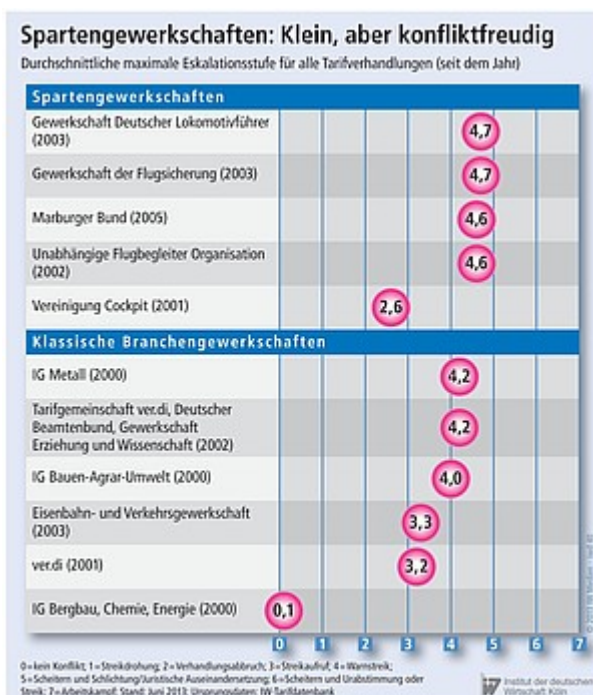 Spartengewerkschaften: Klein, aber konfliktfreudig
Durchschnittliche maximale Eskalationsstufe für alle Tarifverhandlungen (seit dem Jahr)
Spartengewerkschaften
Gewerkschaft Deutscher Lokomotivführer
(2003)
4,7
Gewerkschaft der Flugsicherung (2003)
4,7
Marburger Bund (2005)
4,6
Unabhängige Flugbegleiter Organisation
(2002)
4,6
Vereinigung Cockpit (2001)
2,6
Klassische Branchengewerkschaften
IG Metall (2000)
4,2
Tarifgemeinschaft ver.di, Deutscher
Beamtenbund, Gewerkschaft
Erziehung und Wissenschaft (2002)
4,2
IG Bauen-Agrar-Umwelt (2000)
4,0
Eisenbahn- und Verkehrsgewerkschaft
(2003)
3,3
ver.di (2001)
3,2
IG Bergbau, Chemie, Energie (2000)
0,1
0 1 2 3 4 5 6 7
0=kein Konflikt; 1=Streikdrohung; 2=Verhandlungsabbruch; 3=Streikaufruf; 4=Warnstreik;
5=Scheitern und Schlichtung/Juristische Auseinandersetzung; 6=Scheitern und Urabstimmung oder
Streik; 7=Arbeitskampf; Stand: Juni 2013; Ursprungsdaten: IW-Tarifdatenbank
Institut der deutschen
Wirtschaft Köln